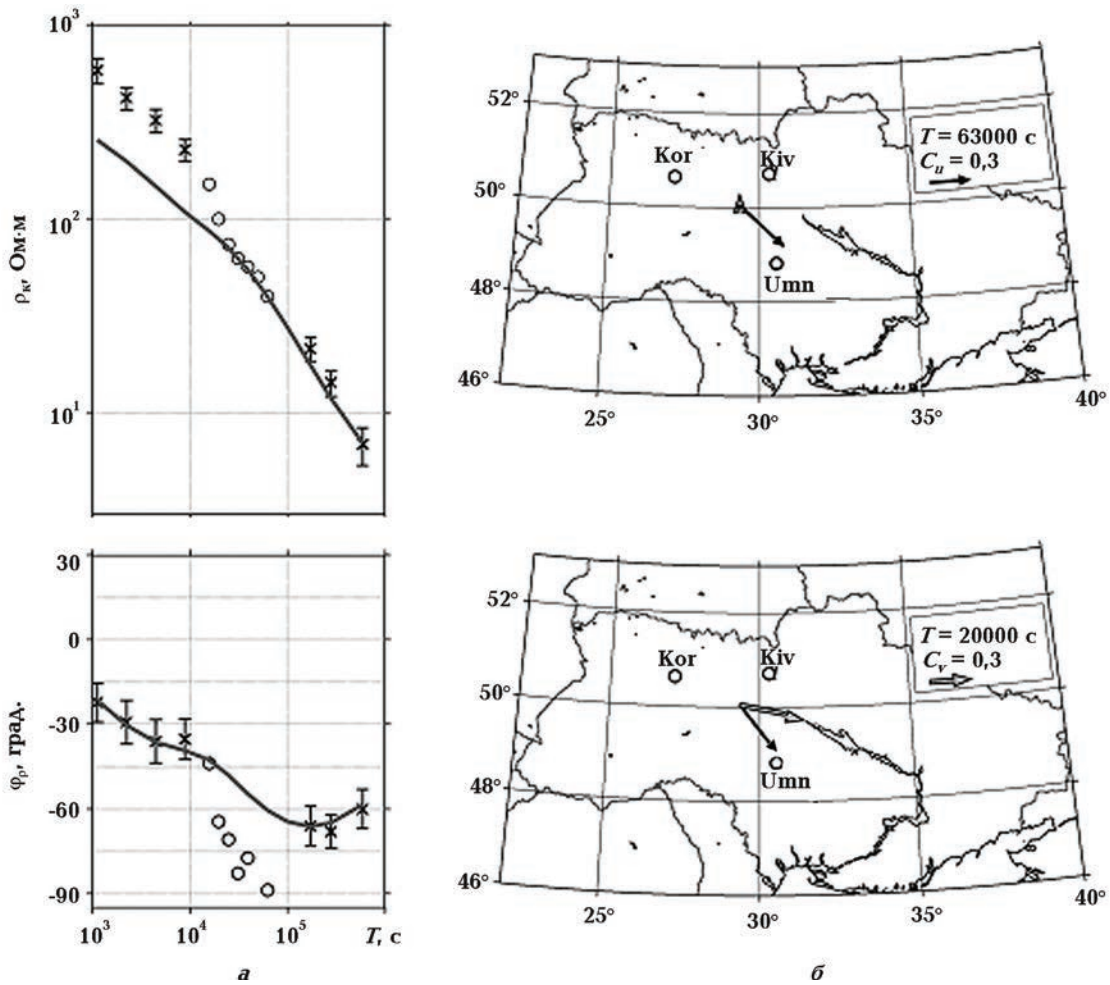 10³
10²
10¹
ρк, Ом·м
30
0
-30
-60
-90
φρ, град.
10³ 10⁴ 10⁵ T, с
а
52°
50°
48°
46°
25° 30° 35° 40°
Kor Kiv
Umn
T = 63000 с
Cu = 0,3
52°
50°
48°
46°
25° 30° 35° 40°
Kor Kiv
Umn
T = 20000 с
Cv = 0,3
б